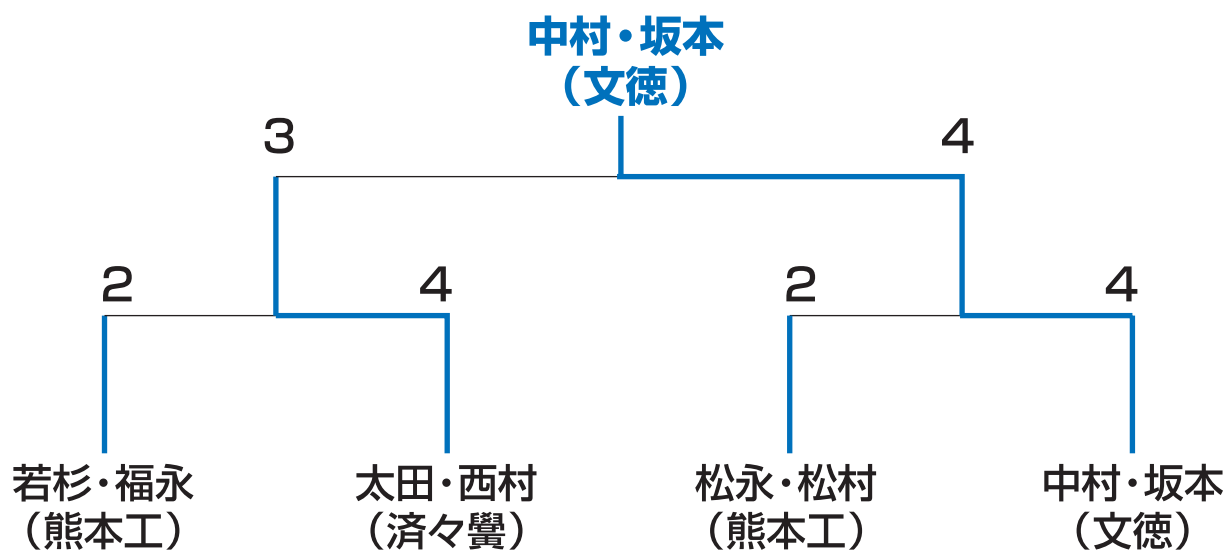 中村・坂本
（文徳）
3
4
2
4
2
4
若杉・福永
（熊本工）
太田・西村
（済々黌）
松永・松村
（熊本工）
中村・坂本
（文徳）